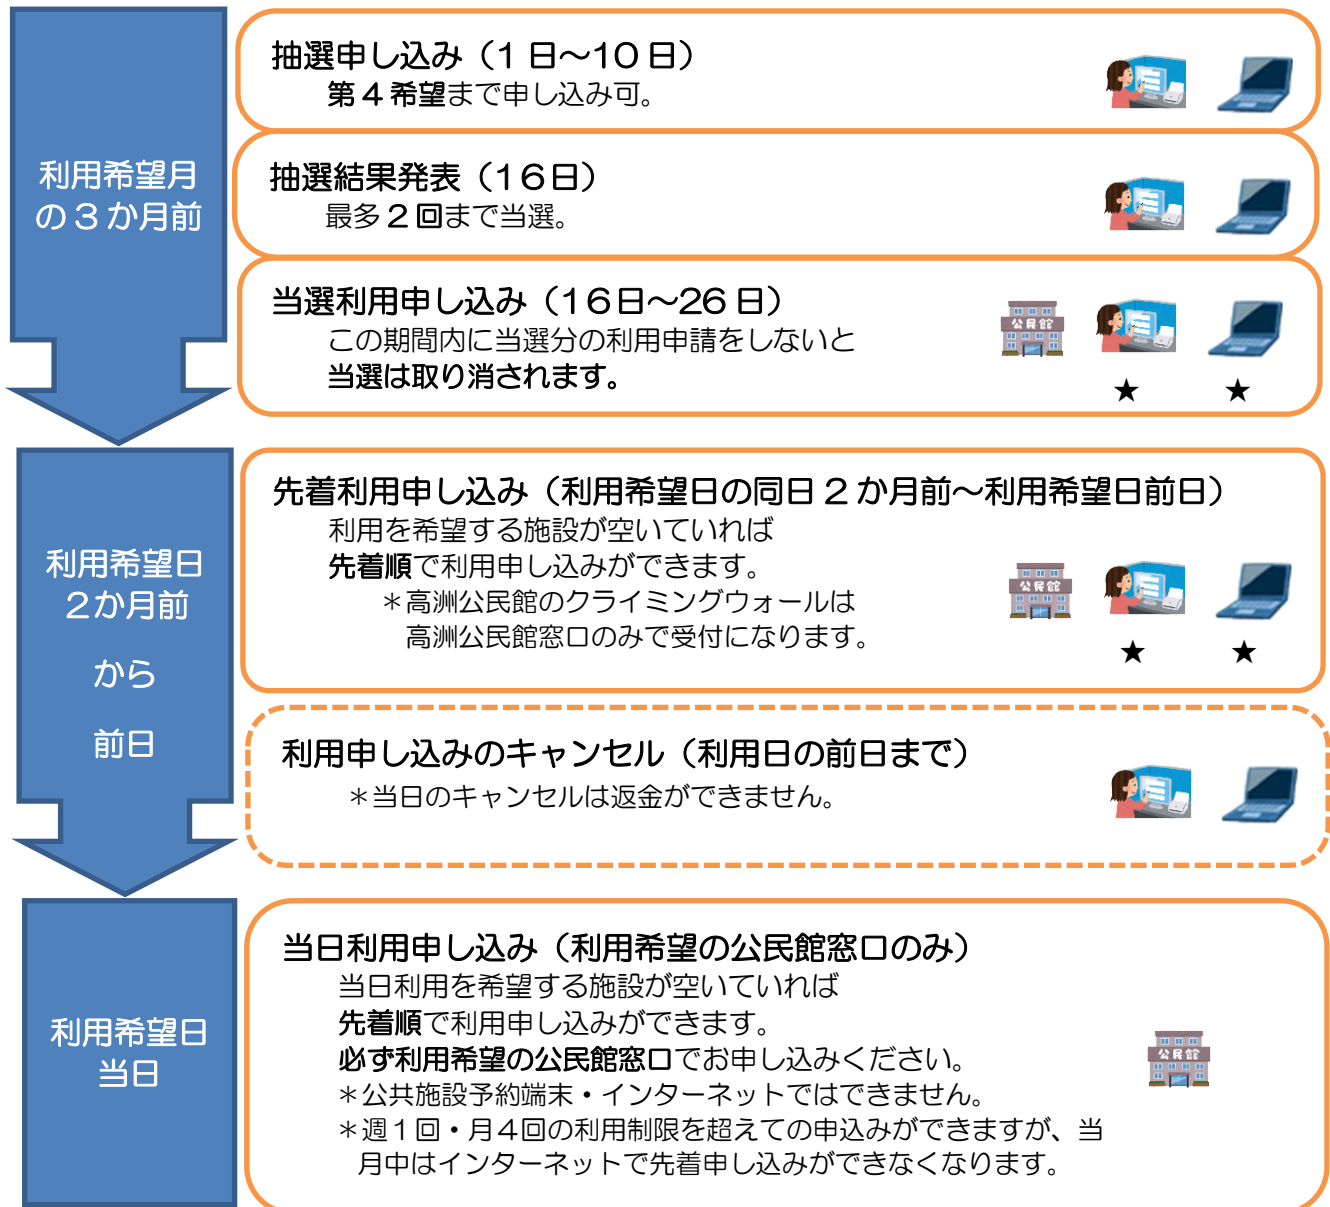 利用希望月
の3か月前
抽選申し込み（1日～10日）
第4希望まで申し込み可。
抽選結果発表（16日）
最多2回まで当選。
当選利用申し込み（16日～26日）
この期間内に当選分の利用申請をしないと
当選は取り消されます。
公民館
★ ★
利用希望日
2か月前
から
前日
先着利用申し込み（利用希望日の同日2か月前～利用希望日前日）
利用を希望する施設が空いていれば
先着順で利用申し込みができます。
＊高洲公民館のクライミングウォールは
高洲公民館窓口のみで受付になります。
公民館
★ ★
利用申し込みのキャンセル（利用日の前日まで）
＊当日のキャンセルは返金ができません。
利用希望日
当日
当日利用申し込み（利用希望の公民館窓口のみ）
当日利用を希望する施設が空いていれば
先着順で利用申し込みができます。
必ず利用希望の公民館窓口でお申し込みください。
＊公共施設予約端末・インターネットではできません。
＊週1回・月4回の利用制限を超えての申込みができますが、当
月中はインターネットで先着申し込みができなくなります。
公民館